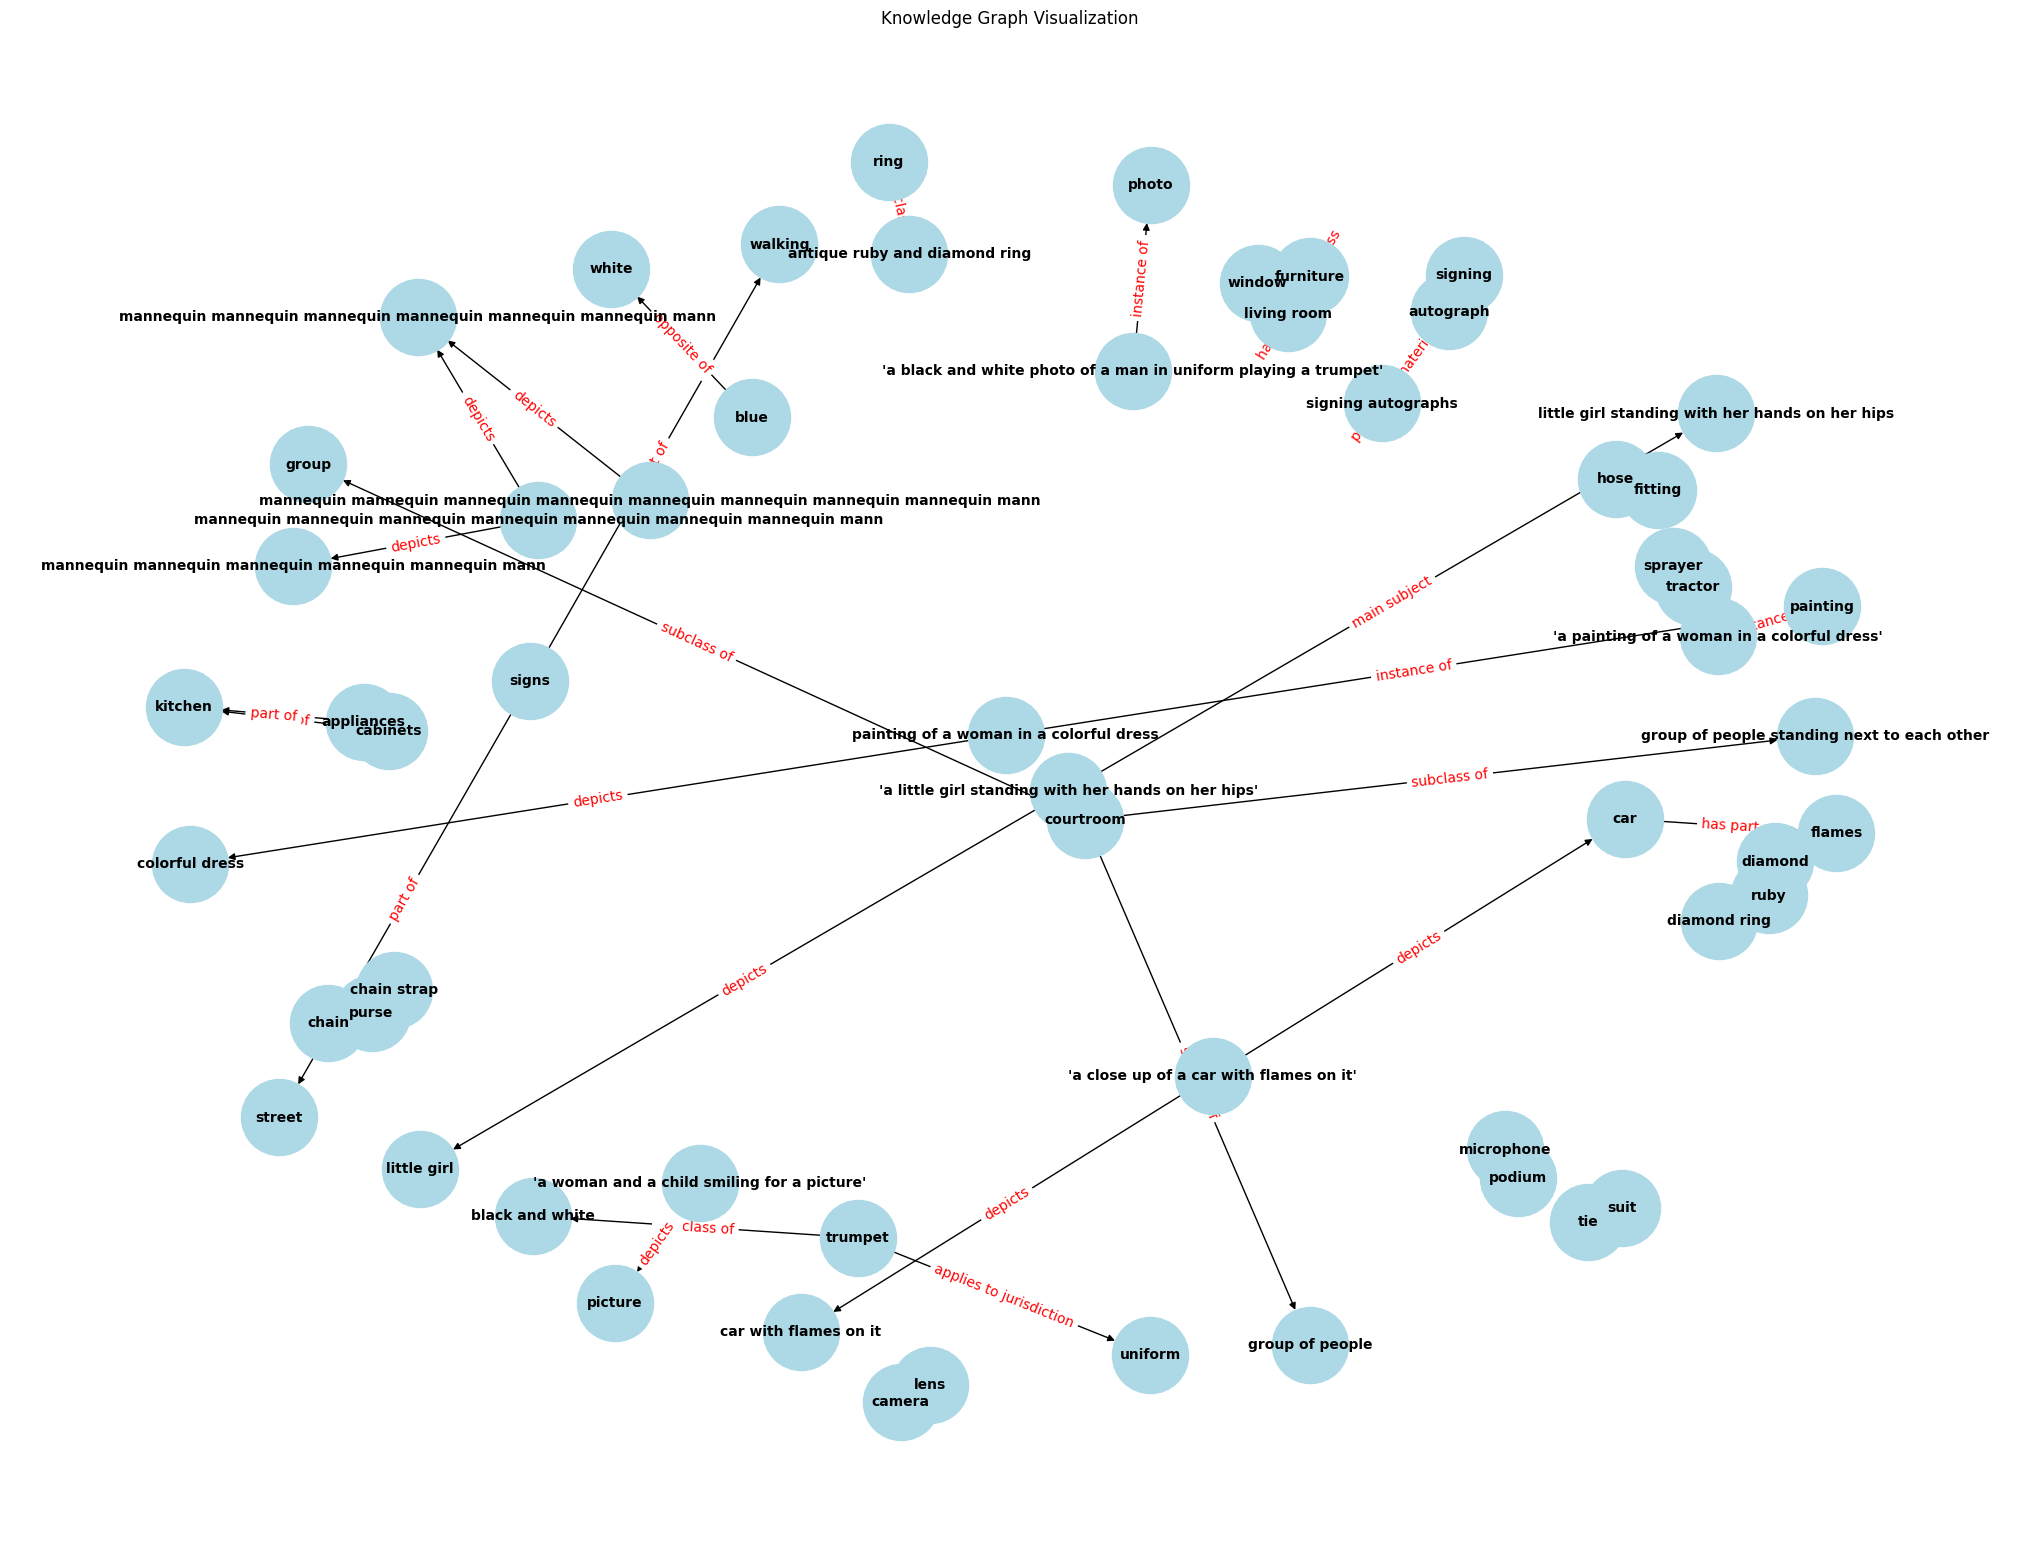 Knowledge Graph Visualization
ring
photo
walking
antique ruby and diamond ring
white
instance of
window
furniture
signing
living room
autograph
mannequin mannequin mannequin mannequin mannequin mannequin mann
opposite of
'a black and white photo of a man in uniform playing a trumpet'
signing autographs
depicts
depicts
blue
little girl standing with her hands on her hips
group
hose
fitting
mannequin mannequin mannequin mannequin mannequin mannequin mannequin mannequin mann
mannequin mannequin mannequin mannequin mannequin mannequin mannequin mann
depicts
mannequin mannequin mannequin mannequin mannequin mann
sprayer
tractor
main subject
painting
subclass of
'a painting of a woman in a colorful dress'
instance of
signs
kitchen
part of
appliances
cabinets
painting of a woman in a colorful dress
group of people standing next to each other
subclass of
'a little girl standing with her hands on her hips'
depicts
courtroom
car
has part
flames
colorful dress
diamond
ruby
part of
diamond ring
depicts
depicts
chain strap
purse
chain
'a close up of a car with flames on it'
street
microphone
little girl
podium
'a woman and a child smiling for a picture'
depicts
suit
tie
black and white
class of
depicts
trumpet
applies to jurisdiction
picture
car with flames on it
uniform
group of people
lens
camera